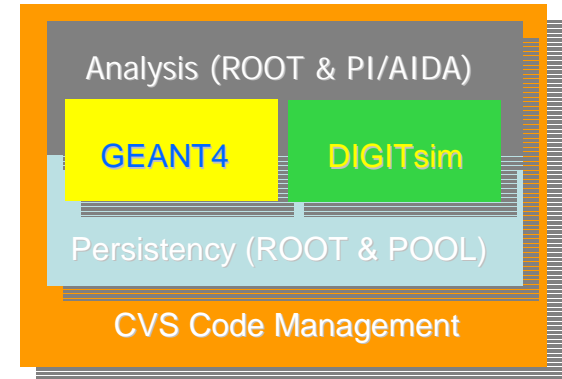 Analysis (ROOT & PI/AIDA)
GEANT4 DIGITsim
Persistency (ROOT & POOL)
CVS Code Management